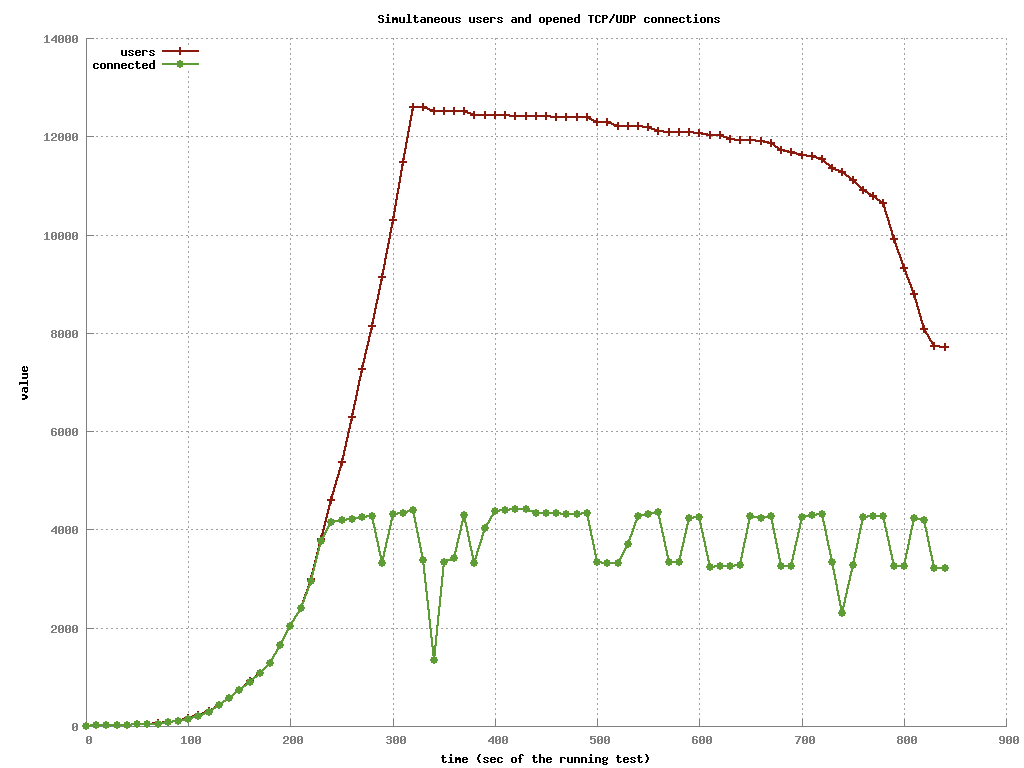 Simultaneous users and opened TCP/UDP connections
14000
users
connected
12000
10000
8000
value
6000
4000
2000
0
0 100 200 300 400 500 600 700 800 900
time (sec of the running test)